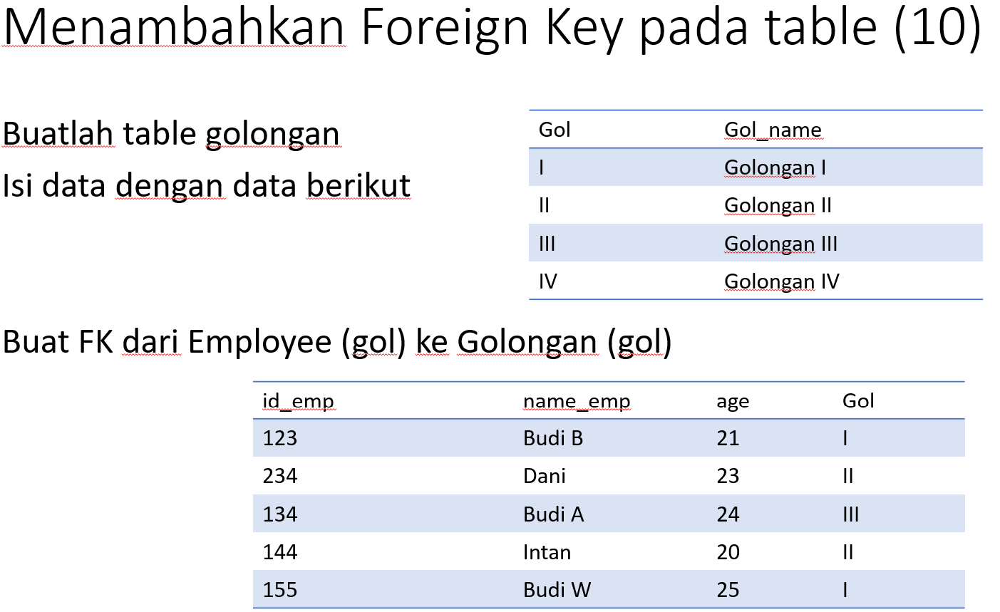 Menambahkan Foreign Key pada table (10)
Buatlah table golongan
Isi data dengan data berikut
Gol Gol_name
I Golongan I
II Golongan II
III Golongan III
IV Golongan IV
Buat FK dari Employee (gol) ke Golongan (gol)
id_emp name_emp age Gol
123 Budi B 21 I
234 Dani 23 II
134 Budi A 24 III
144 Intan 20 II
155 Budi W 25 I